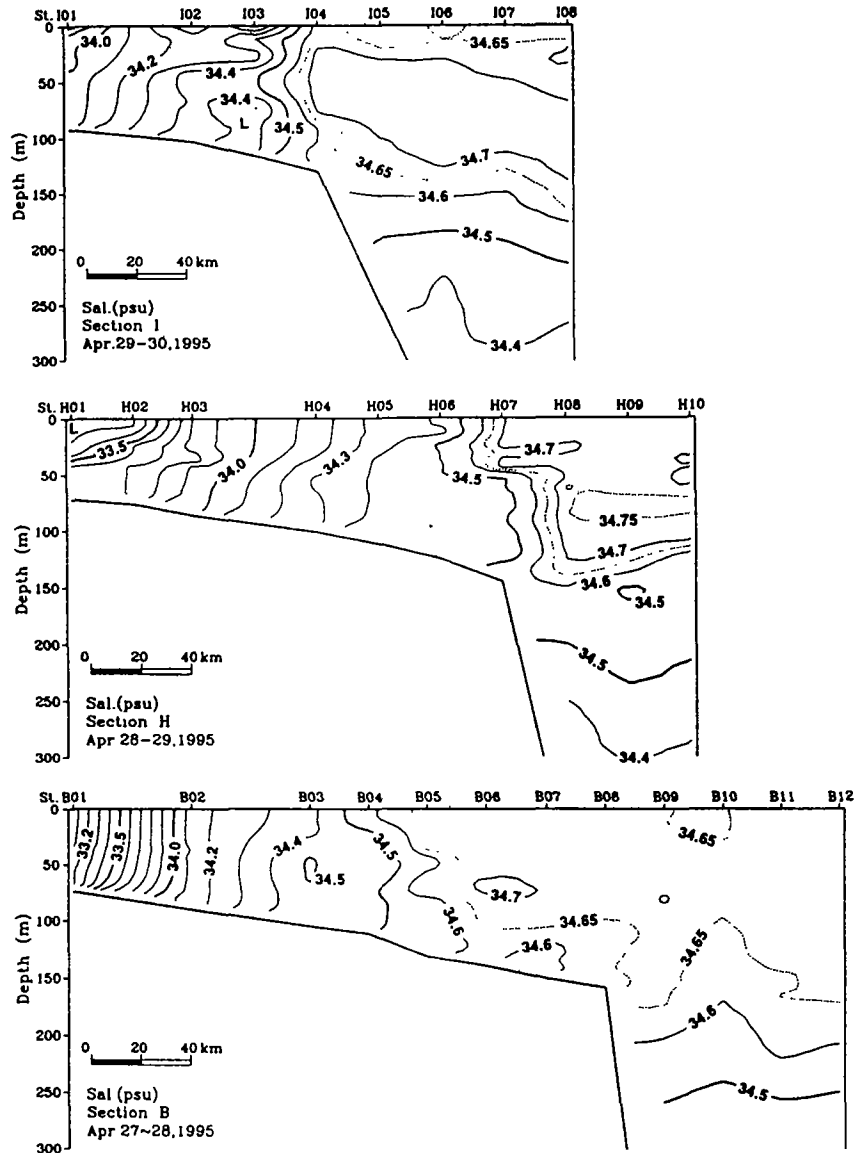 St. I01 I02 I03 I04 I05 I06 I07 I08
0
50
100
150
200
250
300
Depth (m)
34.0
34.2
34.4
34.4
L
34.5
34.65
34.65
34.7
34.6
34.5
34.4
0 20 40 km
Sal.(psu)
Section I
Apr.29-30,1995
St. H01 H02 H03 H04 H05 H06 H07 H08 H09 H10
0
50
100
150
200
250
300
Depth (m)
L
33.5
34.0
34.3
34.5
34.7
34.75
34.7
34.6
34.5
34.5
34.4
0 20 40 km
Sal.(psu)
Section H
Apr 28-29,1995
St. B01 B02 B03 B04 B05 B06 B07 B08 B09 B10 B11 B12
0
50
100
150
200
250
300
Depth (m)
33.2
33.5
34.0
34.2
34.4
34.5
34.5
34.6
34.7
34.65
34.6
34.65
34.65
34.6
34.5
0 20 40 km
Sal (psu)
Section B
Apr 27~28,1995